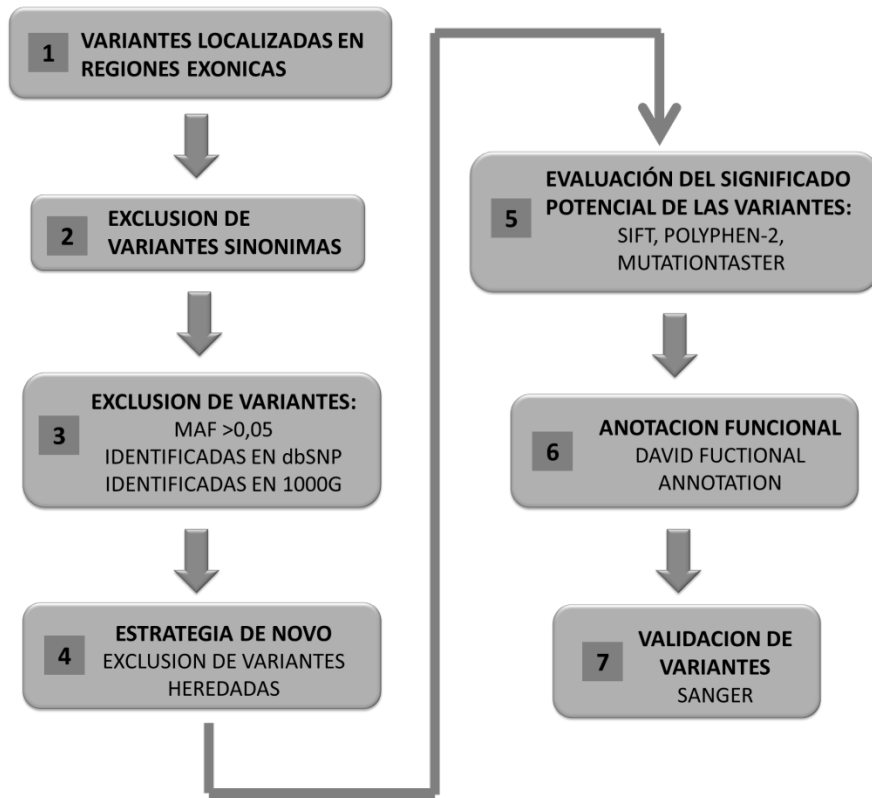 1
VARIANTES LOCALIZADAS EN
REGIONES EXONICAS
2
EXCLUSION DE
VARIANTES SINONIMAS
3
EXCLUSION DE VARIANTES:
MAF >0,05
IDENTIFICADAS EN dbSNP
IDENTIFICADAS EN 1000G
4
ESTRATEGIA DE NOVO
EXCLUSION DE VARIANTES
HEREDADAS
5
EVALUACIÓN DEL SIGNIFICADO
POTENCIAL DE LAS VARIANTES:
SIFT, POLYPHEN-2,
MUTATIONTASTER
6
ANOTACION FUNCIONAL
DAVID FUCTIONAL
ANNOTATION
7
VALIDACION DE
VARIANTES
SANGER